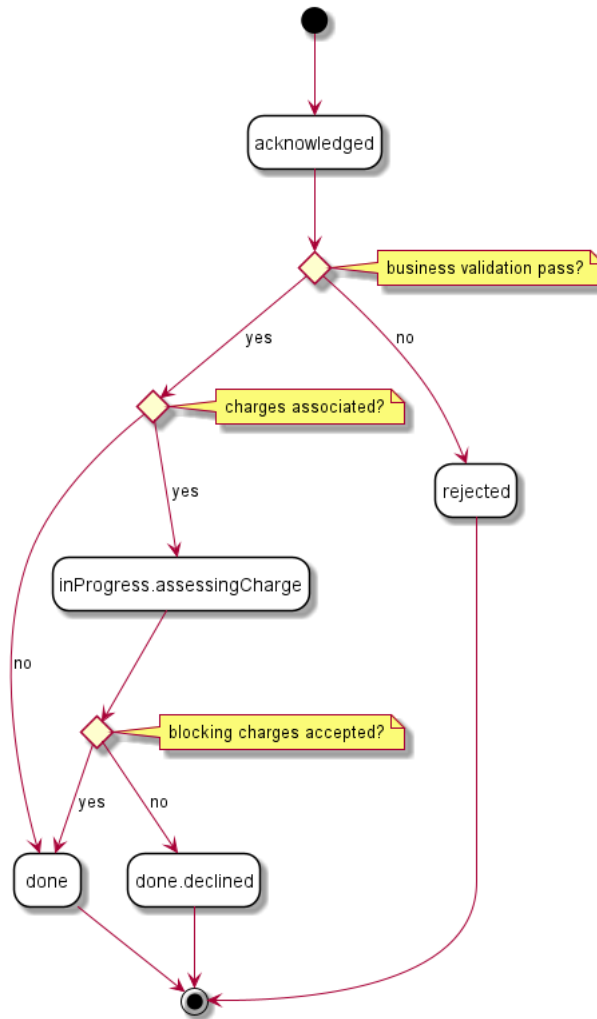 acknowledged
business validation pass?
yes
no
charges associated?
yes
rejected
inProgress.assessingCharge
no
blocking charges accepted?
yes
no
done
done.declined